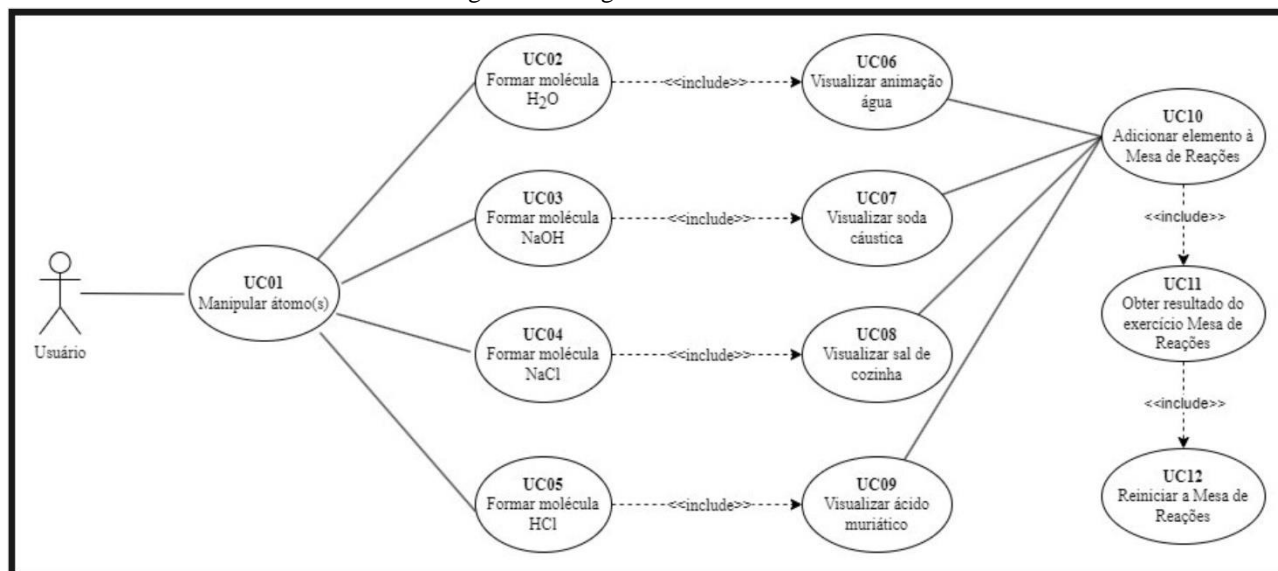 UC02
Formar molécula
H2O
<<include>>
UC06
Visualizar animação
água
UC10
Adicionar elemento à
Mesa de Reações
UC03
Formar molécula
NaOH
<<include>>
UC07
Visualizar soda
cáustica
<<include>>
Usuário
UC01
Manipular átomo(s)
UC11
Obter resultado do
exercício Mesa de
Reações
UC04
Formar molécula
NaCl
<<include>>
UC08
Visualizar sal de
cozinha
<<include>>
UC05
Formar molécula
HCl
<<include>>
UC09
Visualizar ácido
muriático
UC12
Reiniciar a Mesa de
Reações